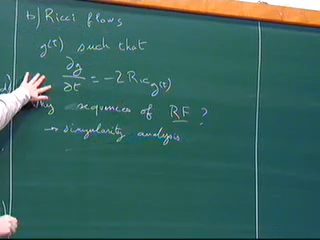 b) Ricci flows
g(t) such that
∂g/∂t = -2 Ric_g(t)
sequences of RF ?
→ singularity analysis